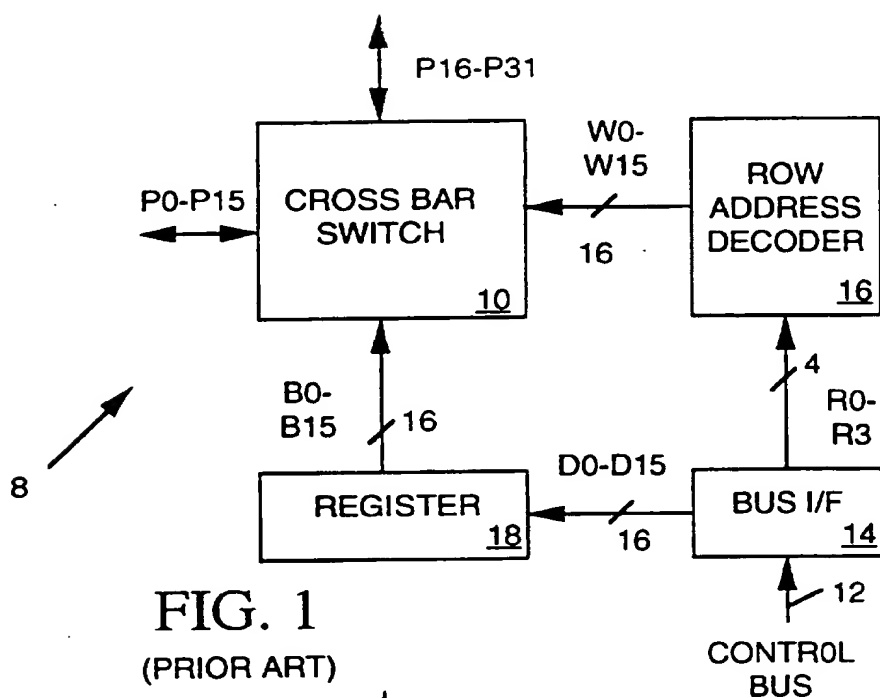 P16-P31
W0-
W15
P0-P15
CROSS BAR
SWITCH
10
16
ROW
ADDRESS
DECODER
16
B0-
B15
16
4
R0-
R3
8
D0-D15
REGISTER
18
16
BUS I/F
14
12
FIG. 1
(PRIOR ART)
CONTROL
BUS